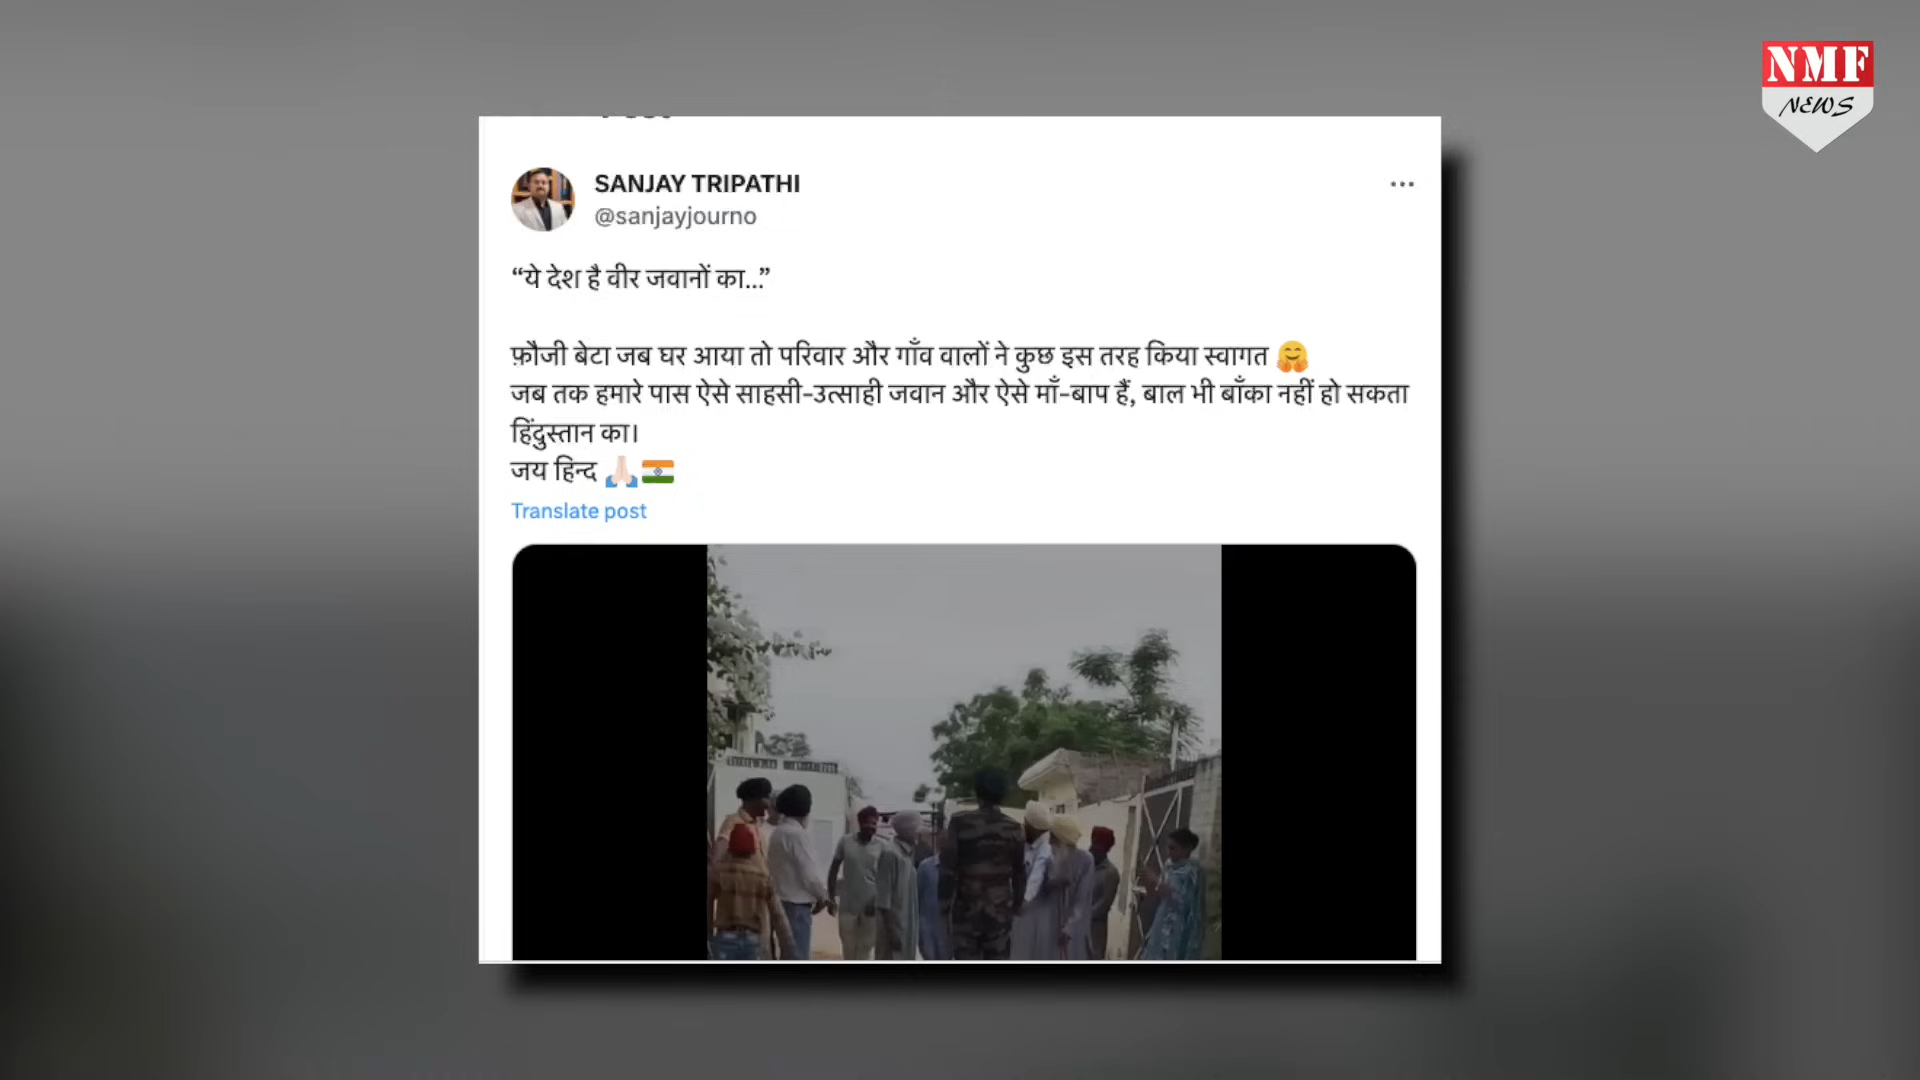 NMF
NEWS
SANJAY TRIPATHI
@sanjayjourno
“ये देश है वीर जवानों का...”
फ़ौजी बेटा जब घर आया तो परिवार और गाँव वालों ने कुछ इस तरह किया स्वागत 🤗
जब तक हमारे पास ऐसे साहसी-उत्साही जवान और ऐसे माँ-बाप हैं, बाल भी बाँका नहीं हो सकता
हिंदुस्तान का।
जय हिन्द 🙏🏻🇮🇳
Translate post